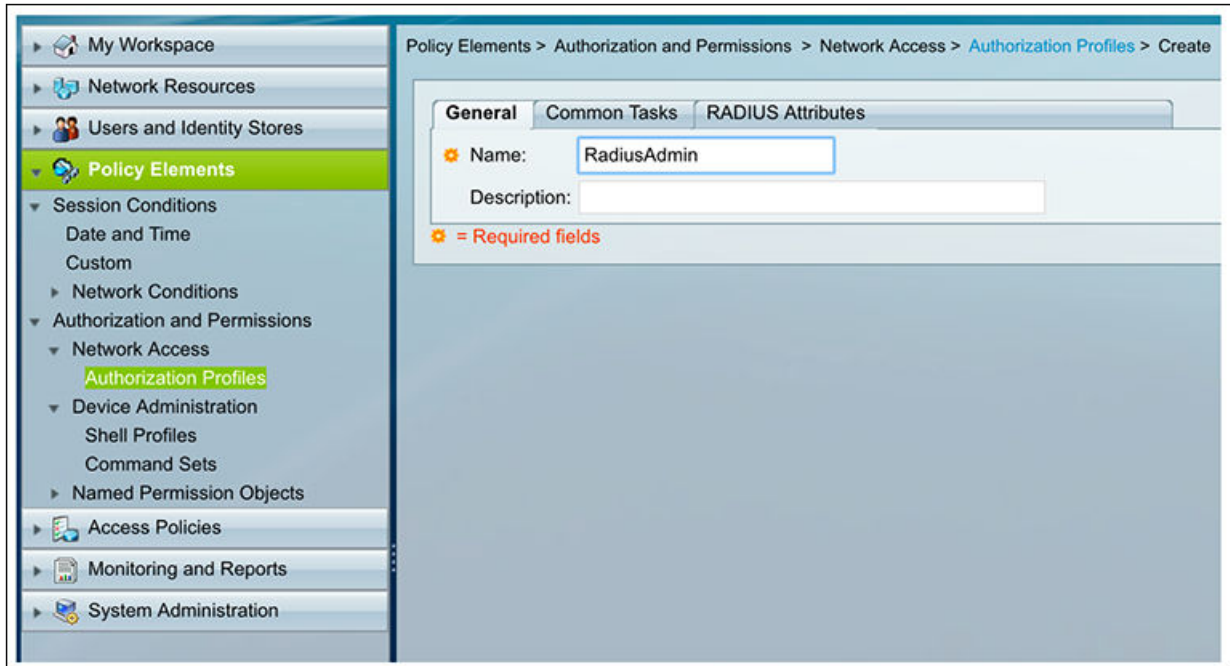 My Workspace
Network Resources
Users and Identity Stores
Policy Elements
Session Conditions
Date and Time
Custom
Network Conditions
Authorization and Permissions
Network Access
Authorization Profiles
Device Administration
Shell Profiles
Command Sets
Named Permission Objects
Access Policies
Monitoring and Reports
System Administration
Policy Elements > Authorization and Permissions > Network Access > Authorization Profiles > Create
General Common Tasks RADIUS Attributes
Name: RadiusAdmin
Description:
= Required fields